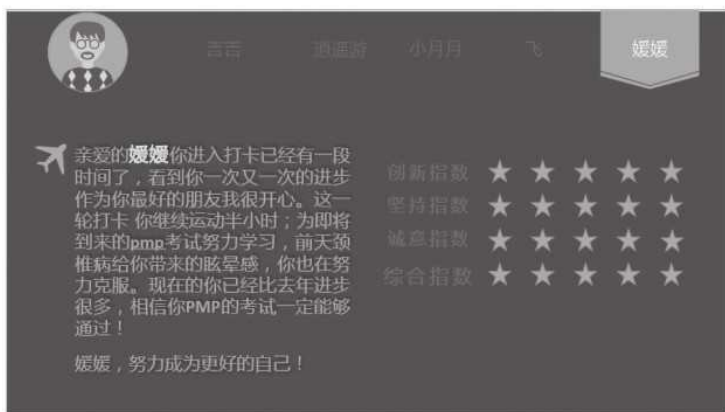 吉吉 逍遥游 小月月 飞 媛媛
亲爱的媛媛你进入打卡已经有一段
时间了，看到你一次又一次的进步
作为你最好的朋友我很开心。这一
轮打卡 你继续运动半小时；为即将
到来的pmp考试努力学习，前天颈
椎病给你带来的眩晕感，你也在努
力克服。现在的你已经比去年进步
很多，相信你PMP的考试一定能够
通过！
媛媛，努力成为更好的自己！
创新指数 ★ ★ ★ ★ ★
坚持指数 ★ ★ ★ ★ ★
诚意指数 ★ ★ ★ ★ ★
综合指数 ★ ★ ★ ★ ★